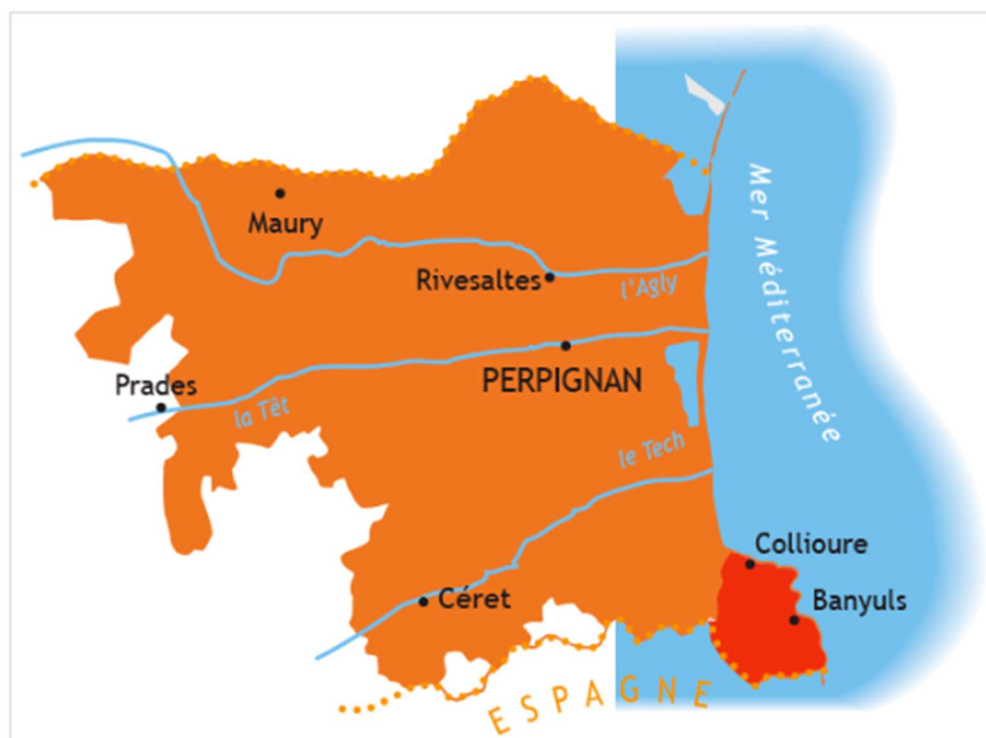 Mer Méditerranée
Maury
Rivesaltes
l'Agly
Prades
PERPIGNAN
la Têt
le Tech
Collioure
Céret
Banyuls
ESPAGNE